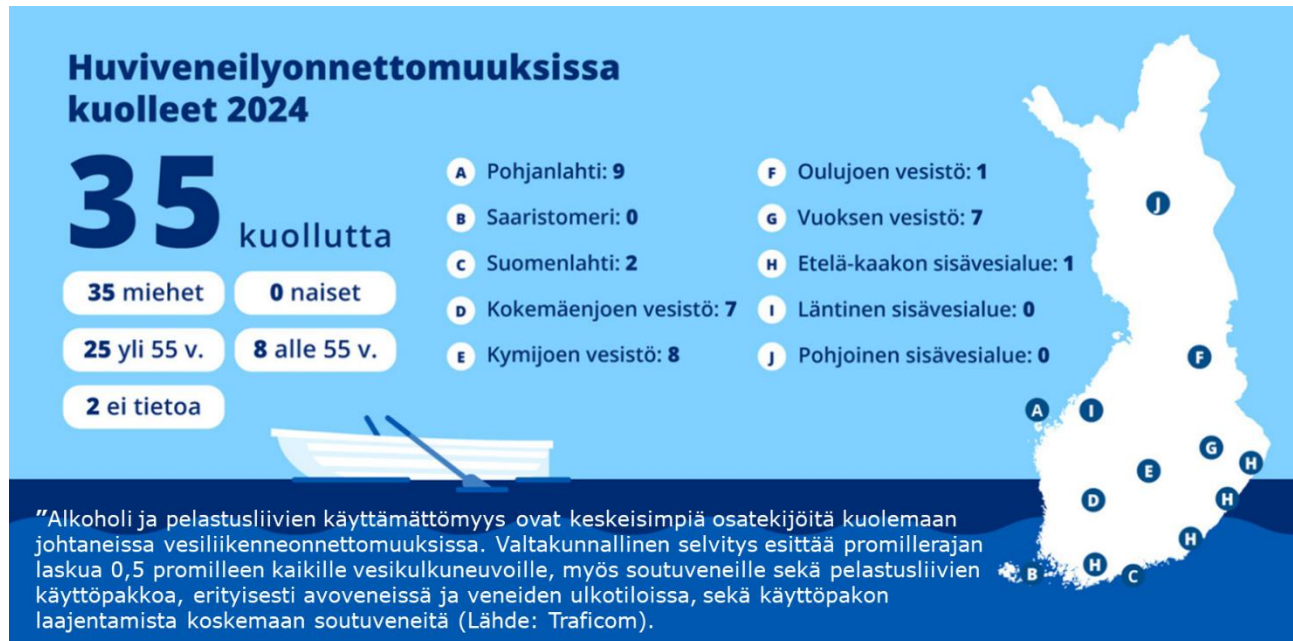 Huviveneilyonnettomuuksissa
kuolleet 2024
35 kuollutta
35 miehet
0 naiset
25 yli 55 v.
8 alle 55 v.
2 ei tietoa
A Pohjanlahti: 9
B Saaristomeri: 0
C Suomenlahti: 2
D Kokemäenjoen vesistö: 7
E Kymijoen vesistö: 8
F Oulujoen vesistö: 1
G Vuoksen vesistö: 7
H Etelä-kaakon sisävesialue: 1
I Läntinen sisävesialue: 0
J Pohjoinen sisävesialue: 0
J
F
A
I
G
H
E
D
H
H
H
B
C
"Alkoholi ja pelastusliivien käyttämättömyys ovat keskeisimpiä osatekijöitä kuolemaan
johtaneissa vesiliikenneonnettomuuksissa. Valtakunnallinen selvitys esittää promillerajan
laskua 0,5 promilleen kaikille vesikulkuneuvoille, myös soutuveneille sekä pelastusliivien
käyttöpakkoa, erityisesti avoveneissä ja veneiden ulkotiloissa, sekä käyttöpakon
laajentamista koskemaan soutuveneitä (Lähde: Traficom).